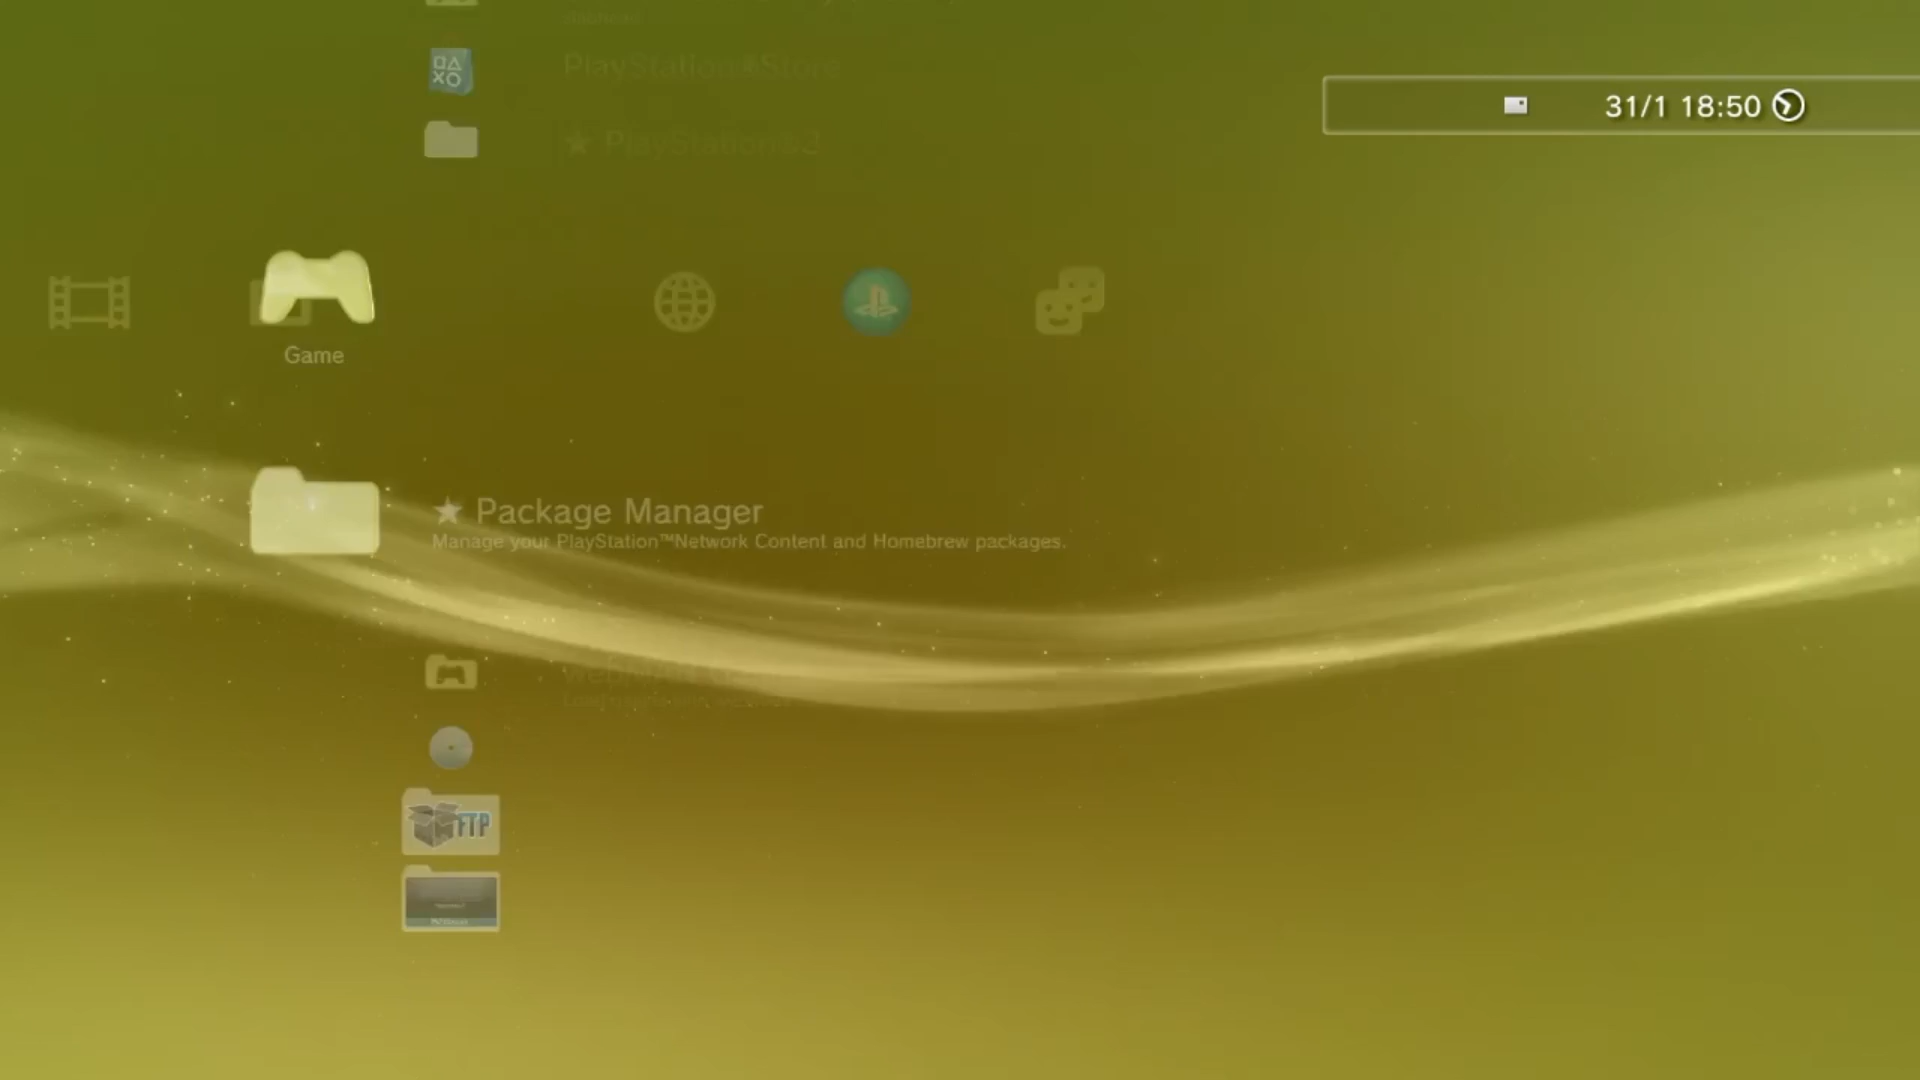 PlayStation®Store
★ PlayStation®3
31/1 18:50
Game
★ Package Manager
Manage your PlayStation™Network Content and Homebrew packages.
FTP